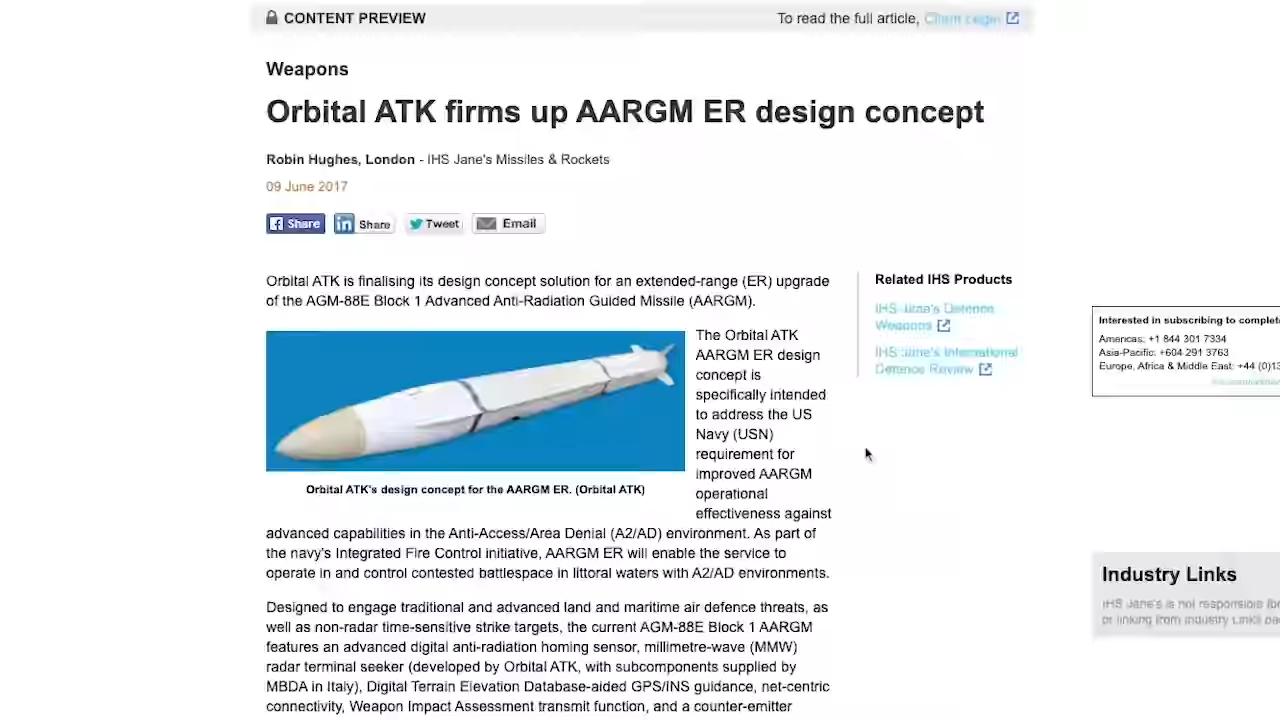 CONTENT PREVIEW
To read the full article, Client Login
Weapons
Orbital ATK firms up AARGM ER design concept
Robin Hughes, London - IHS Jane's Missiles & Rockets
09 June 2017
Share
Share
Tweet
Email
Orbital ATK is finalising its design concept solution for an extended-range (ER) upgrade
of the AGM-88E Block 1 Advanced Anti-Radiation Guided Missile (AARGM).
The Orbital ATK
AARGM ER design
concept is
specifically intended
to address the US
Navy (USN)
requirement for
improved AARGM
operational
effectiveness against
Orbital ATK's design concept for the AARGM ER. (Orbital ATK)
advanced capabilities in the Anti-Access/Area Denial (A2/AD) environment. As part of
the navy's Integrated Fire Control initiative, AARGM ER will enable the service to
operate in and control contested battlespace in littoral waters with A2/AD environments.
Designed to engage traditional and advanced land and maritime air defence threats, as
well as non-radar time-sensitive strike targets, the current AGM-88E Block 1 AARGM
features an advanced digital anti-radiation homing sensor, millimetre-wave (MMW)
radar terminal seeker (developed by Orbital ATK, with subcomponents supplied by
MBDA in Italy), Digital Terrain Elevation Database-aided GPS/INS guidance, net-centric
connectivity, Weapon Impact Assessment transmit function, and a counter-emitter
Related IHS Products
IHS Jane's Defence
Weapons
IHS Jane's International
Defence Review
Interested in subscribing to complet
Americas: +1 844 301 7334
Asia-Pacific: +604 291 3763
Europe, Africa & Middle East: +44 (0)13
Industry Links
IHS Jane's is not responsible for
or linking from Industry Links